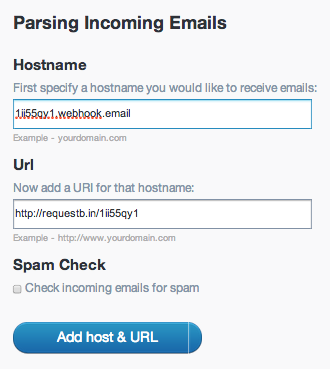 Parsing Incoming Emails
Hostname
First specify a hostname you would like to receive emails:
1ii55qy1.webhook.email
Example - yourdomain.com
Url
Now add a URI for that hostname:
http://requestb.in/1ii55qy1
Example - http://www.yourdomain.com
Spam Check
Check incoming emails for spam
Add host & URL